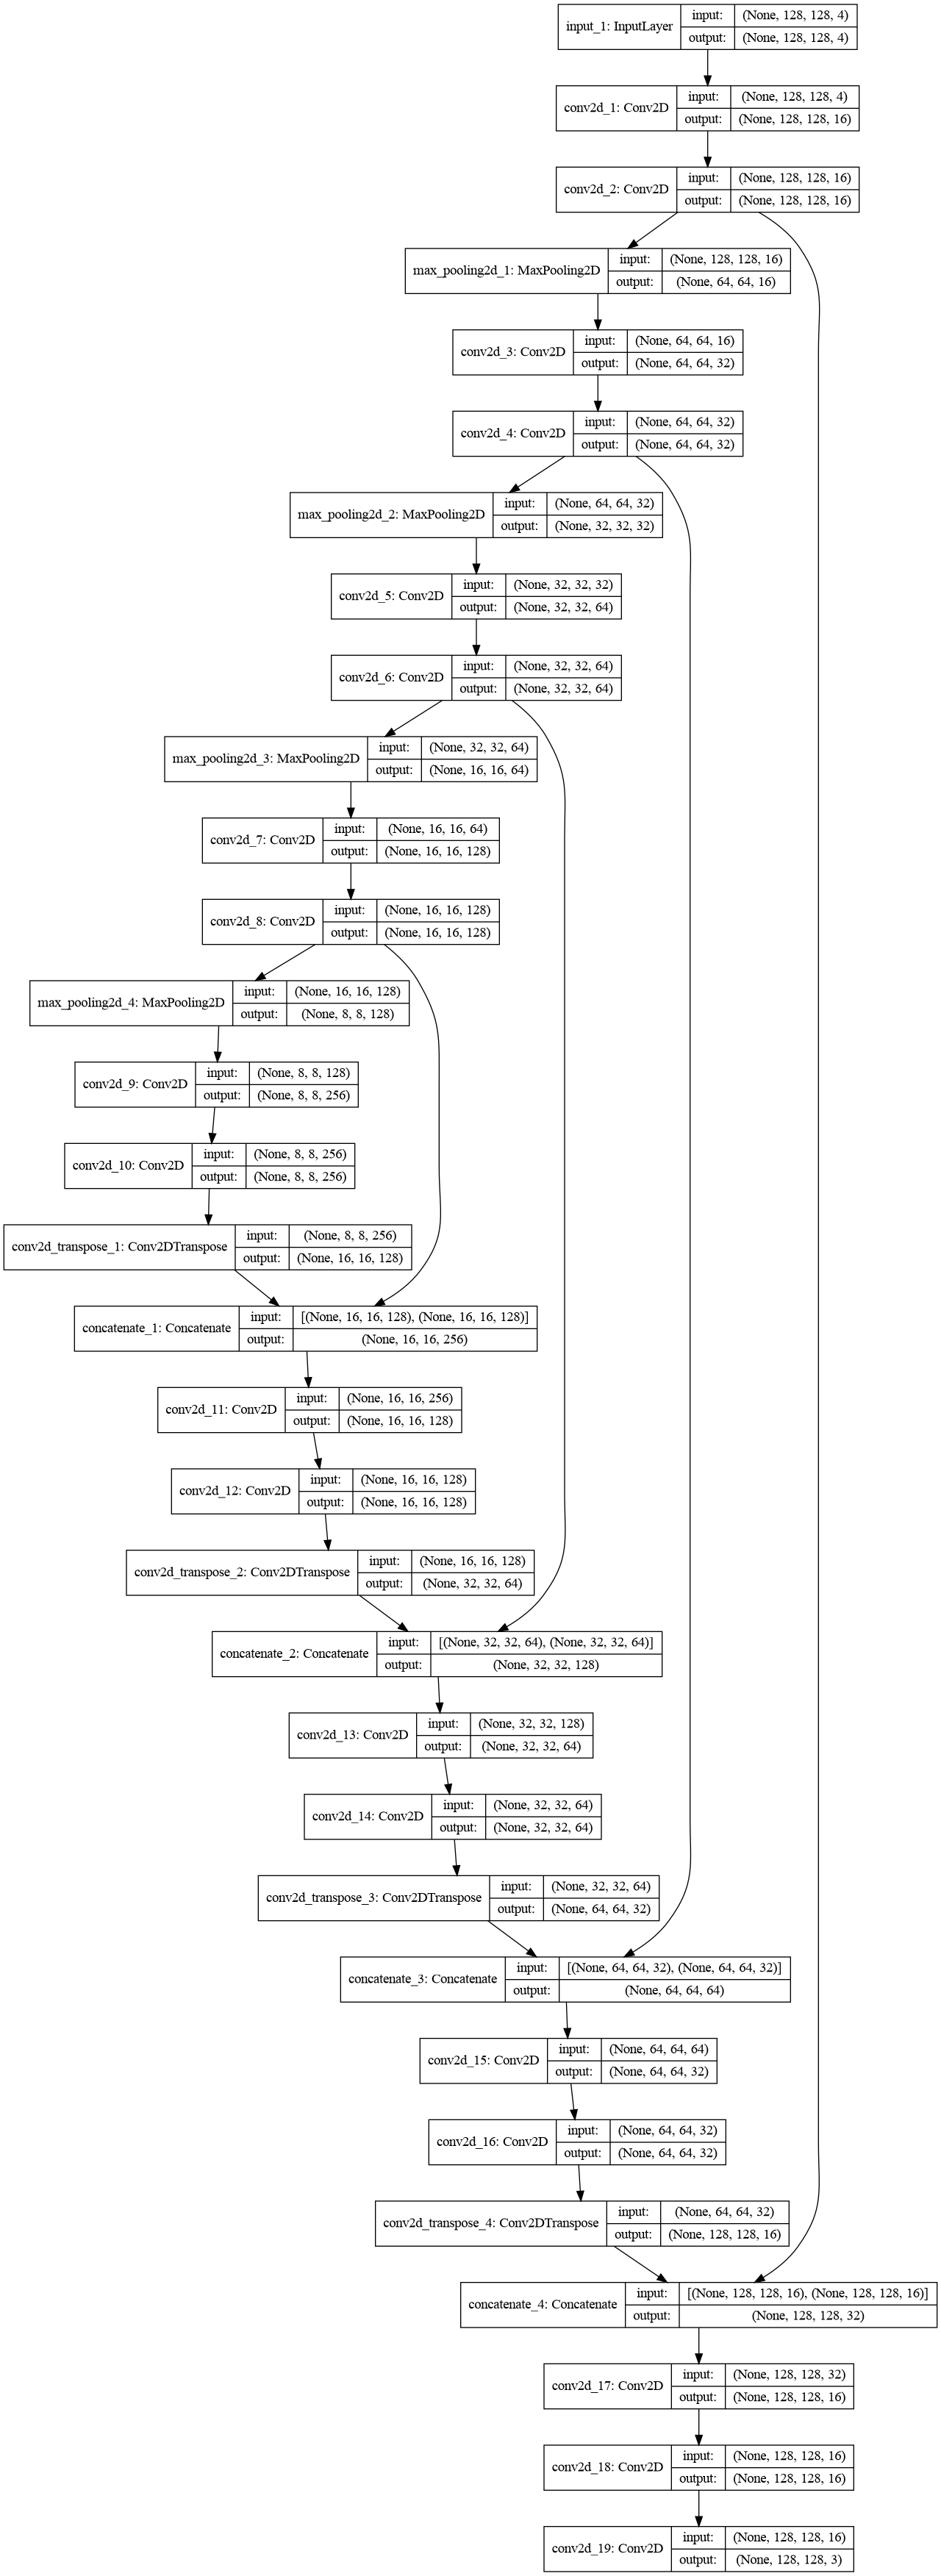 input_1: InputLayer
input: (None, 128, 128, 4)
output: (None, 128, 128, 4)
conv2d_1: Conv2D
input: (None, 128, 128, 4)
output: (None, 128, 128, 16)
conv2d_2: Conv2D
input: (None, 128, 128, 16)
output: (None, 128, 128, 16)
max_pooling2d_1: MaxPooling2D
input: (None, 128, 128, 16)
output: (None, 64, 64, 16)
conv2d_3: Conv2D
input: (None, 64, 64, 16)
output: (None, 64, 64, 32)
conv2d_4: Conv2D
input: (None, 64, 64, 32)
output: (None, 64, 64, 32)
max_pooling2d_2: MaxPooling2D
input: (None, 64, 64, 32)
output: (None, 32, 32, 32)
conv2d_5: Conv2D
input: (None, 32, 32, 32)
output: (None, 32, 32, 64)
conv2d_6: Conv2D
input: (None, 32, 32, 64)
output: (None, 32, 32, 64)
max_pooling2d_3: MaxPooling2D
input: (None, 32, 32, 64)
output: (None, 16, 16, 64)
conv2d_7: Conv2D
input: (None, 16, 16, 64)
output: (None, 16, 16, 128)
conv2d_8: Conv2D
input: (None, 16, 16, 128)
output: (None, 16, 16, 128)
max_pooling2d_4: MaxPooling2D
input: (None, 16, 16, 128)
output: (None, 8, 8, 128)
conv2d_9: Conv2D
input: (None, 8, 8, 128)
output: (None, 8, 8, 256)
conv2d_10: Conv2D
input: (None, 8, 8, 256)
output: (None, 8, 8, 256)
conv2d_transpose_1: Conv2DTranspose
input: (None, 8, 8, 256)
output: (None, 16, 16, 128)
concatenate_1: Concatenate
input: [(None, 16, 16, 128), (None, 16, 16, 128)]
output: (None, 16, 16, 256)
conv2d_11: Conv2D
input: (None, 16, 16, 256)
output: (None, 16, 16, 128)
conv2d_12: Conv2D
input: (None, 16, 16, 128)
output: (None, 16, 16, 128)
conv2d_transpose_2: Conv2DTranspose
input: (None, 16, 16, 128)
output: (None, 32, 32, 64)
concatenate_2: Concatenate
input: [(None, 32, 32, 64), (None, 32, 32, 64)]
output: (None, 32, 32, 128)
conv2d_13: Conv2D
input: (None, 32, 32, 128)
output: (None, 32, 32, 64)
conv2d_14: Conv2D
input: (None, 32, 32, 64)
output: (None, 32, 32, 64)
conv2d_transpose_3: Conv2DTranspose
input: (None, 32, 32, 64)
output: (None, 64, 64, 32)
concatenate_3: Concatenate
input: [(None, 64, 64, 32), (None, 64, 64, 32)]
output: (None, 64, 64, 64)
conv2d_15: Conv2D
input: (None, 64, 64, 64)
output: (None, 64, 64, 32)
conv2d_16: Conv2D
input: (None, 64, 64, 32)
output: (None, 64, 64, 32)
conv2d_transpose_4: Conv2DTranspose
input: (None, 64, 64, 32)
output: (None, 128, 128, 16)
concatenate_4: Concatenate
input: [(None, 128, 128, 16), (None, 128, 128, 16)]
output: (None, 128, 128, 32)
conv2d_17: Conv2D
input: (None, 128, 128, 32)
output: (None, 128, 128, 16)
conv2d_18: Conv2D
input: (None, 128, 128, 16)
output: (None, 128, 128, 16)
conv2d_19: Conv2D
input: (None, 128, 128, 16)
output: (None, 128, 128, 3)